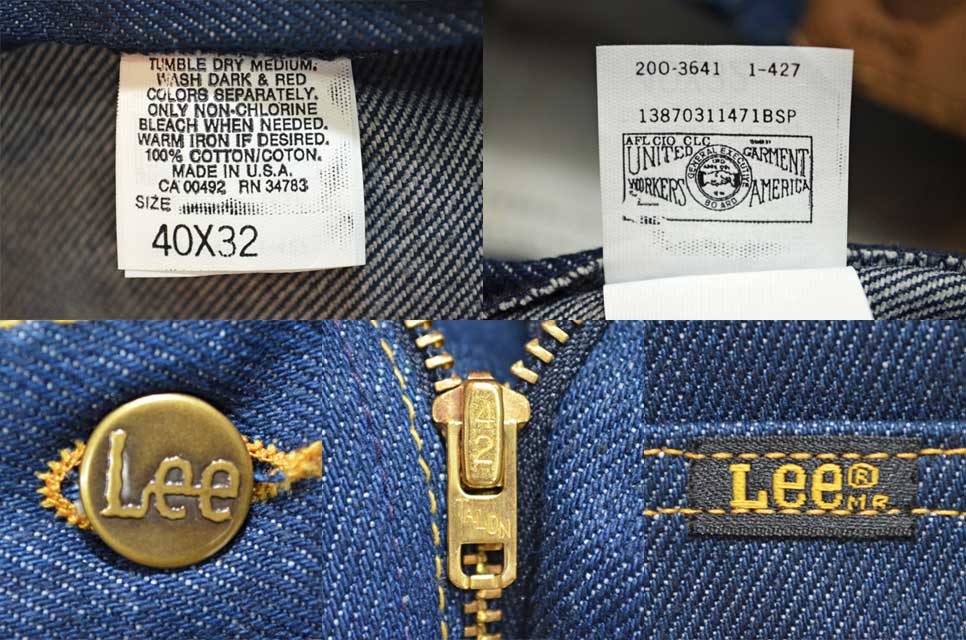 TUMBLE DRY MEDIUM.
WASH DARK & RED
COLORS SEPARATELY.
ONLY NON-CHLORINE
BLEACH WHEN NEEDED.
WARM IRON IF DESIRED.
100% COTTON/COTON.
MADE IN U.S.A.
CA 00492 RN 34783
SIZE
40X32
200-3641 1-427
13870311471BSP
AFL CIO CLC
UNITED GARMENT
WORKERS AMERICA
GENERAL EXECUTIVE
BOARD
Lee
42
TALON
Lee®
M.R.